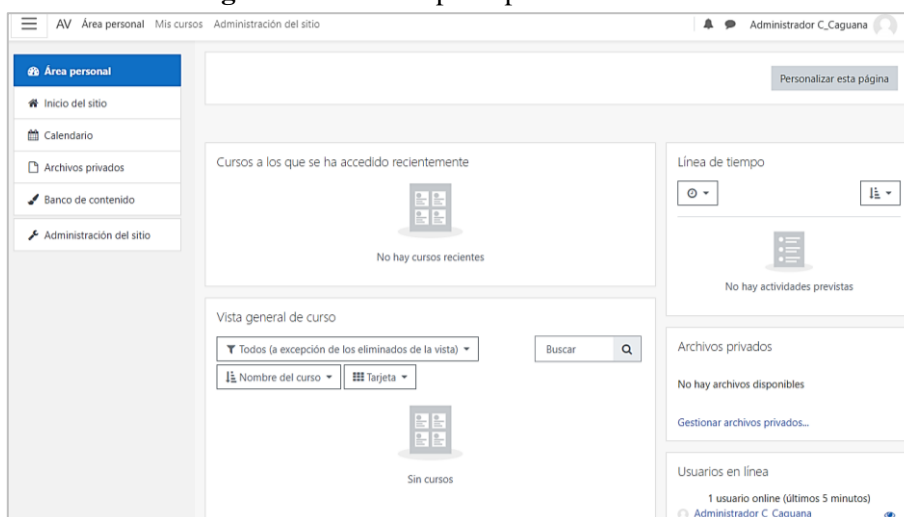 AV Área personal Mis cursos Administración del sitio
Administrador C_Caguana
Área personal
Inicio del sitio
Calendario
Archivos privados
Banco de contenido
Administración del sitio
Personalizar esta página
Cursos a los que se ha accedido recientemente
No hay cursos recientes
Vista general de curso
Todos (a excepción de los eliminados de la vista)
Buscar
Nombre del curso
Tarjeta
Sin cursos
Línea de tiempo
No hay actividades previstas
Archivos privados
No hay archivos disponibles
Gestionar archivos privados...
Usuarios en línea
1 usuario online (últimos 5 minutos)
Administrador C_Caguana